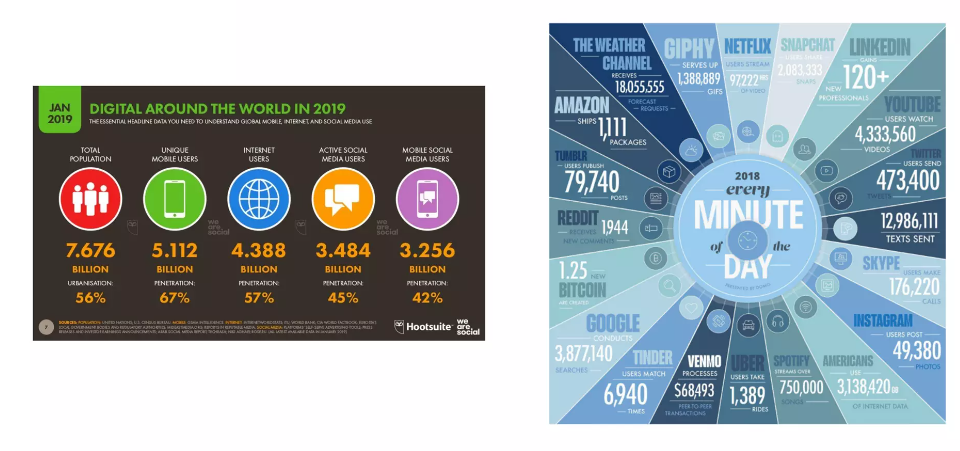 JAN
2019
DIGITAL AROUND THE WORLD IN 2019
THE ESSENTIAL HEADLINE DATA YOU NEED TO UNDERSTAND GLOBAL MOBILE, INTERNET, AND SOCIAL MEDIA USE
TOTAL
POPULATION
UNIQUE
MOBILE USERS
INTERNET
USERS
ACTIVE SOCIAL
MEDIA USERS
MOBILE SOCIAL
MEDIA USERS
we
are
social
we
are
social
7.676
5.112
4.388
3.484
3.256
BILLION
BILLION
BILLION
BILLION
BILLION
URBANISATION:
PENETRATION:
PENETRATION:
PENETRATION:
PENETRATION:
56%
67%
57%
45%
42%
7
Hootsuite
we
are
social
2018
every
MINUTE
of the
DAY
THE WEATHER
CHANNEL
RECEIVES
18,055,555
FORECAST
REQUESTS
GIPHY
SERVES UP
1,388,889
GIFS
NETFLIX
USERS STREAM
97,222 HRS
OF VIDEO
SNAPCHAT
2,083,333
SNAPS
LINKEDIN
GAINS
120+
NEW
PROFESSIONALS
YOUTUBE
USERS WATCH
4,333,560
VIDEOS
TWITTER
USERS SEND
473,400
TWEETS
12,986,111
TEXTS SENT
SKYPE
USERS MAKE
176,220
CALLS
INSTAGRAM
USERS POST
49,380
PHOTOS
AMERICANS
USE
3,138,420 GB
OF INTERNET DATA
SPOTIFY
STREAMS OVER
750,000
SONGS
UBER
USERS TAKE
1,389
RIDES
VENMO
PROCESSES
$68,493
PEER-TO-PEER
TRANSACTIONS
TINDER
USERS MATCH
6,940
TIMES
GOOGLE
CONDUCTS
3,877,140
SEARCHES
1.25 NEW
BITCOIN
ARE CREATED
REDDIT
RECEIVES
1,944
NEW COMMENTS
TUMBLR
USERS PUBLISH
79,740
POSTS
AMAZON
SHIPS
1,111
PACKAGES